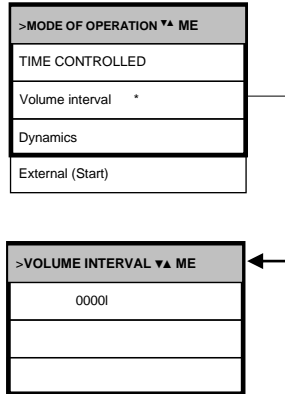 >MODE OF OPERATION ▼▲ ME
TIME CONTROLLED
Volume interval *
Dynamics
External (Start)
>VOLUME INTERVAL ▼▲ ME
0000l